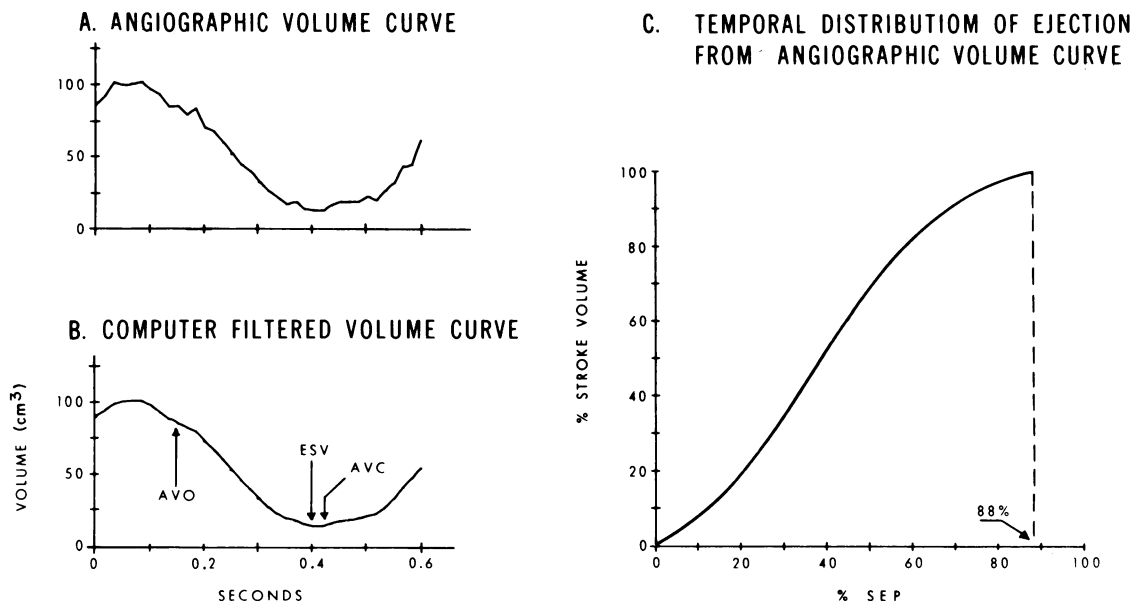 A. ANGIOGRAPHIC VOLUME CURVE
100
50
0
B. COMPUTER FILTERED VOLUME CURVE
VOLUME (cm³)
100
50
0
AVO
ESV
AVC
0 0.2 0.4 0.6
SECONDS
C. TEMPORAL DISTRIBUTIOM OF EJECTION
FROM ANGIOGRAPHIC VOLUME CURVE
% STROKE VOLUME
100
80
60
40
20
0
88%
0 20 40 60 80 100
% SEP